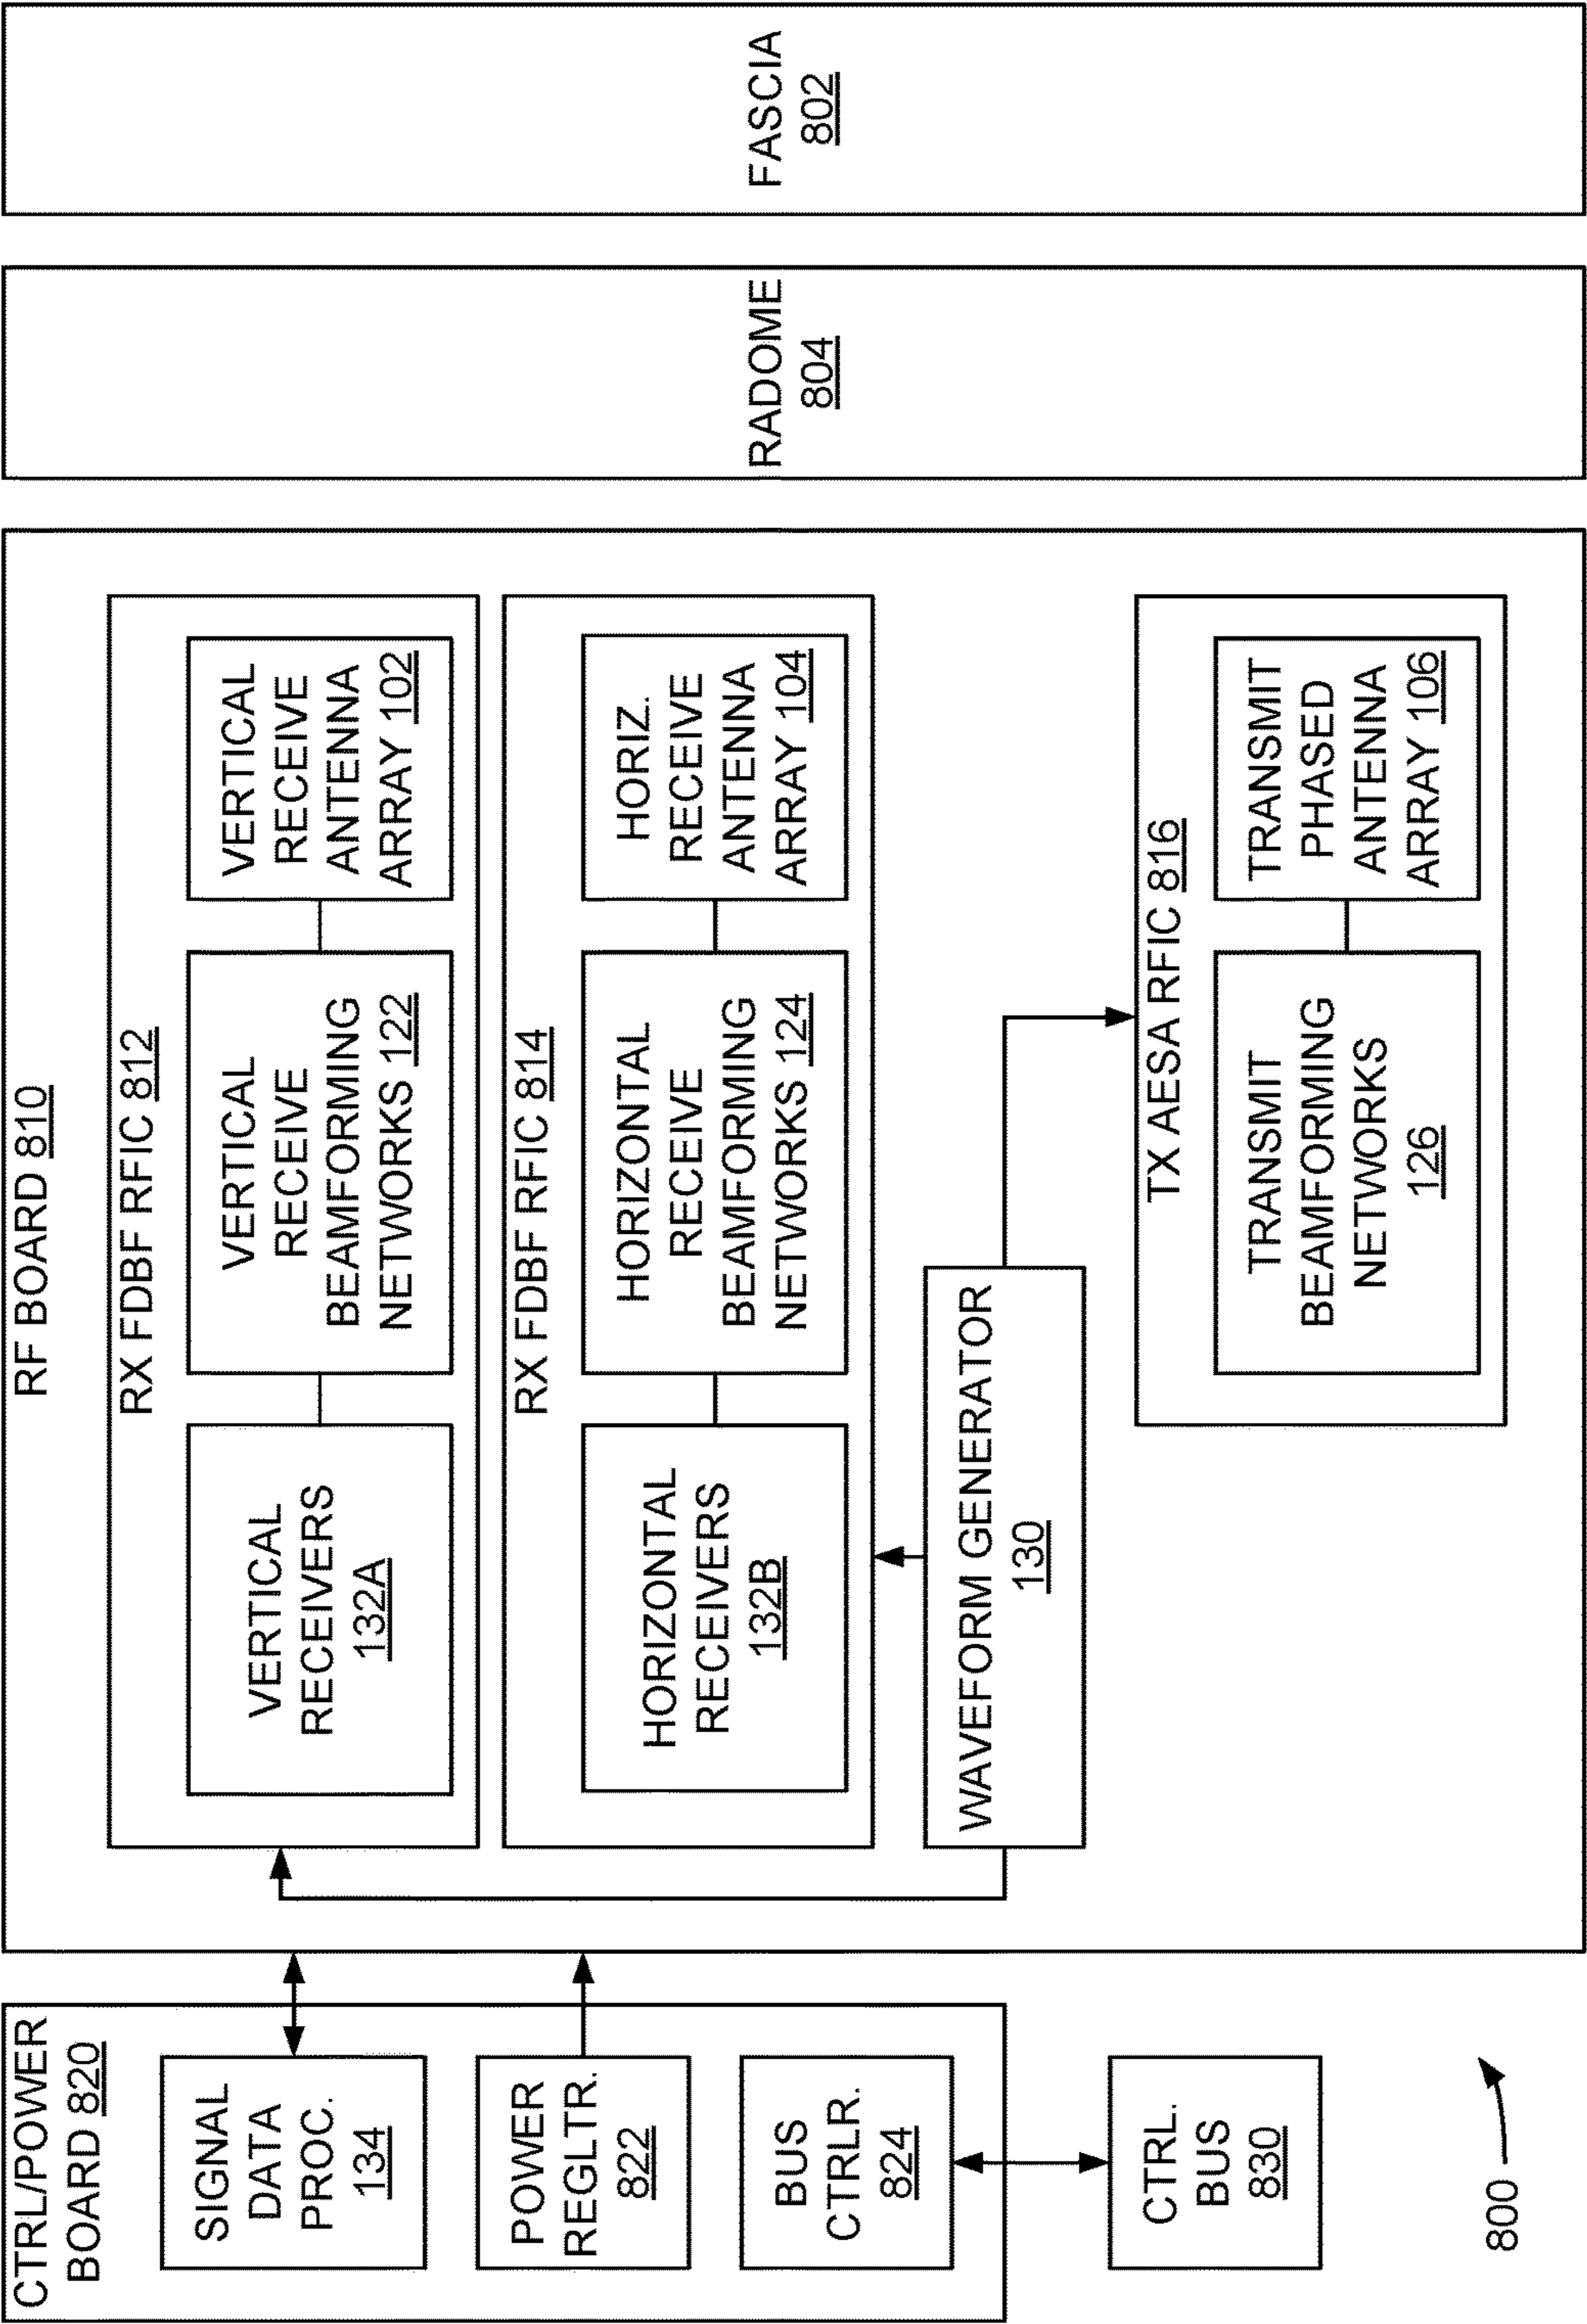 CTRL/POWER
BOARD 820
SIGNAL
DATA
PROC.
134
POWER
REGLTR.
822
BUS
CTRLR.
824
CTRL.
BUS
830
800
RF BOARD 810
RX FDBF RFIC 812
VERTICAL
RECEIVERS
132A
VERTICAL
RECEIVE
BEAMFORMING
NETWORKS 122
VERTICAL
RECEIVE
ANTENNA
ARRAY 102
RX FDBF RFIC 814
HORIZONTAL
RECEIVERS
132B
HORIZONTAL
RECEIVE
BEAMFORMING
NETWORKS 124
HORIZ.
RECEIVE
ANTENNA
ARRAY 104
WAVEFORM GENERATOR
130
TX AESA RFIC 816
TRANSMIT
BEAMFORMING
NETWORKS
126
TRANSMIT
PHASED
ANTENNA
ARRAY 106
RADOME
804
FASCIA
802